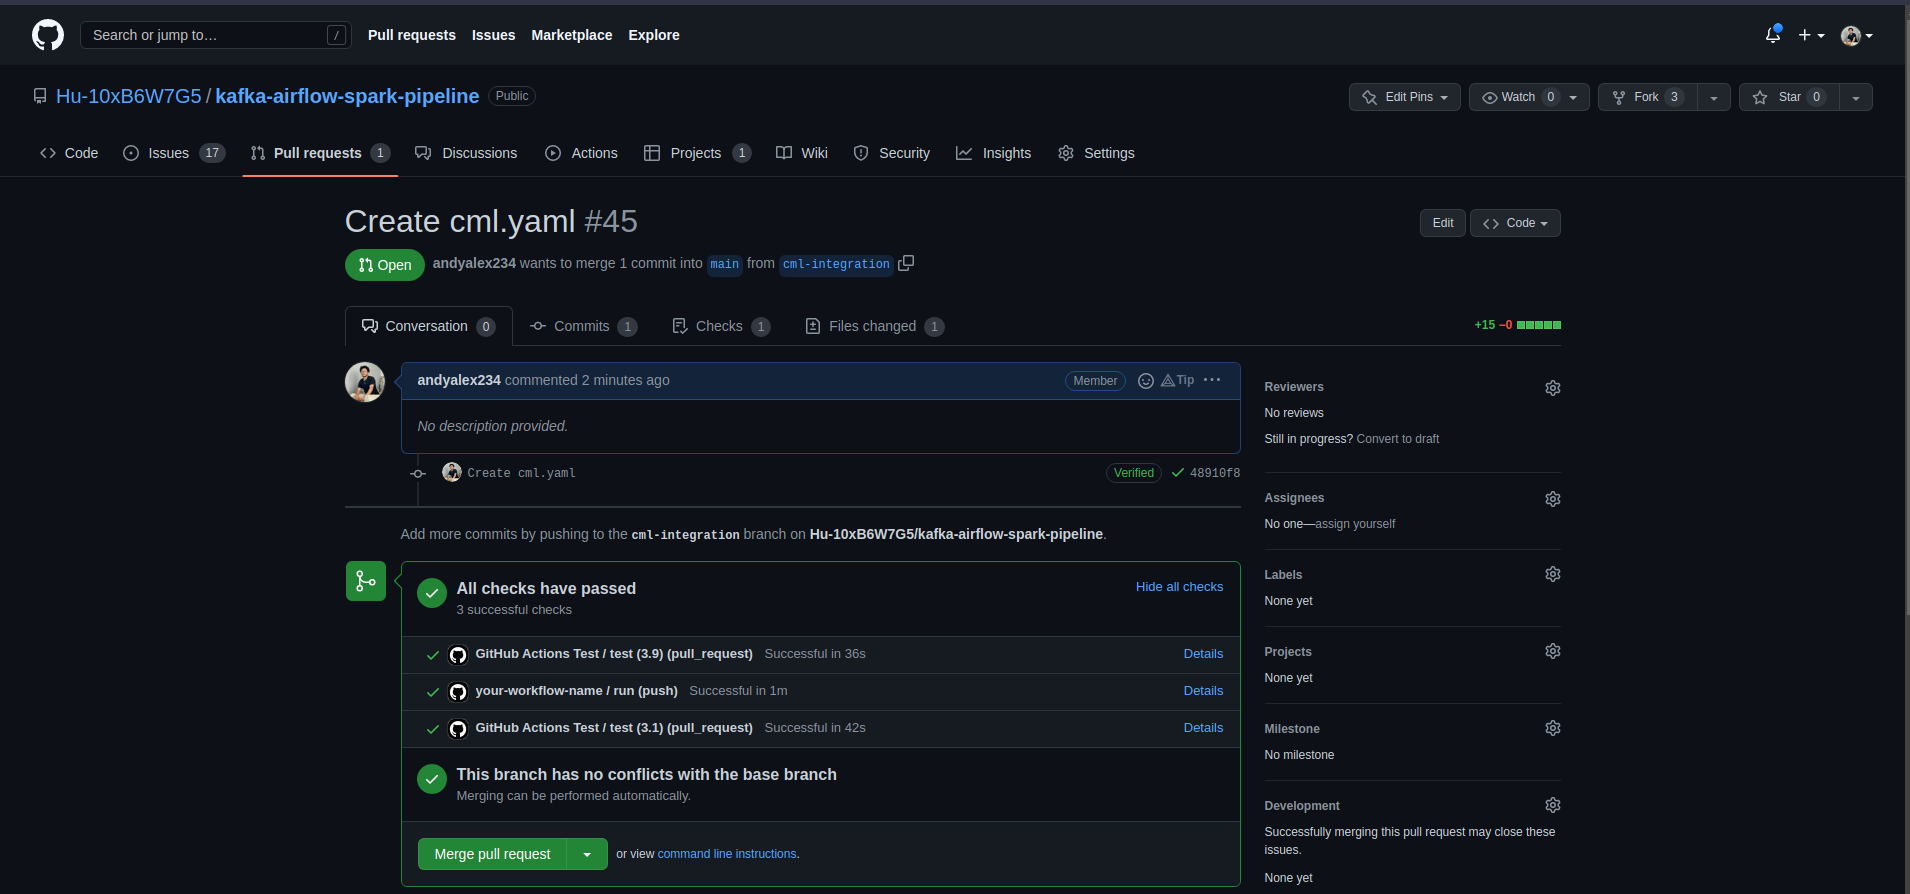 Search or jump to… / Pull requests Issues Marketplace Explore
Hu-10xB6W7G5 / kafka-airflow-spark-pipeline Public Edit Pins Watch 0 Fork 3 Star 0
Code Issues 17 Pull requests 1 Discussions Actions Projects 1 Wiki Security Insights Settings
Create cml.yaml #45 Edit Code
Open andyalex234 wants to merge 1 commit into main from cml-integration
Conversation 0 Commits 1 Checks 1 Files changed 1 +15 −0
andyalex234 commented 2 minutes ago Member Tip ···
No description provided.
Create cml.yaml Verified 48910f8
Add more commits by pushing to the cml-integration branch on Hu-10xB6W7G5/kafka-airflow-spark-pipeline.
All checks have passed Hide all checks
3 successful checks
GitHub Actions Test / test (3.9) (pull_request) Successful in 36s Details
your-workflow-name / run (push) Successful in 1m Details
GitHub Actions Test / test (3.1) (pull_request) Successful in 42s Details
This branch has no conflicts with the base branch
Merging can be performed automatically.
Merge pull request or view command line instructions.
Reviewers
No reviews
Still in progress? Convert to draft
Assignees
No one—assign yourself
Labels
None yet
Projects
None yet
Milestone
No milestone
Development
Successfully merging this pull request may close these
issues.
None yet